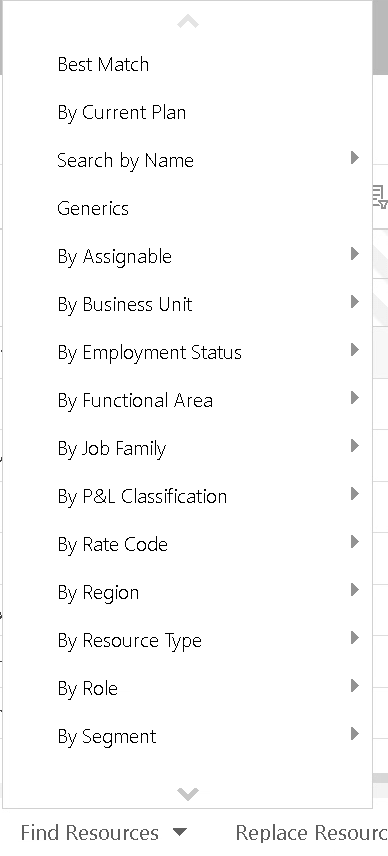 Best Match
By Current Plan
Search by Name
Generics
By Assignable
By Business Unit
By Employment Status
By Functional Area
By Job Family
By P&L Classification
By Rate Code
By Region
By Resource Type
By Role
By Segment
Find Resources Replace Resourc